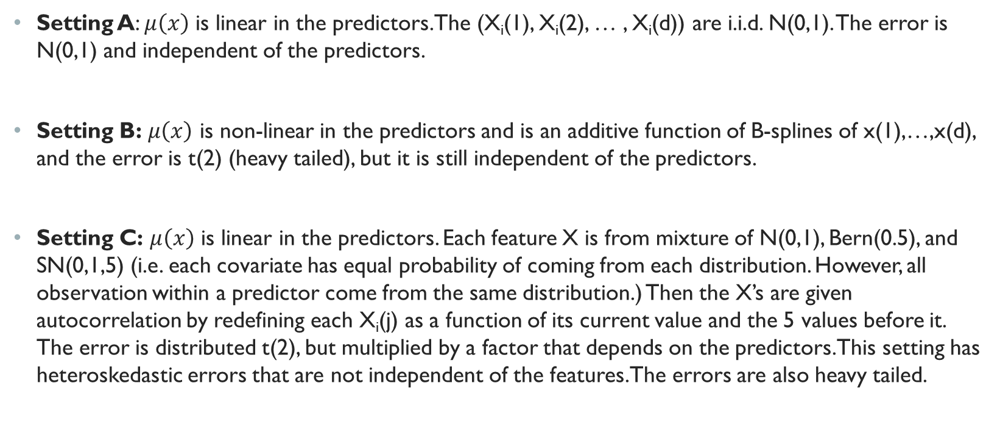 • Setting A: μ(x) is linear in the predictors. The (Xᵢ(1), Xᵢ(2), … , Xᵢ(d)) are i.i.d. N(0,1). The error is
N(0,1) and independent of the predictors.
• Setting B: μ(x) is non-linear in the predictors and is an additive function of B-splines of x(1),…,x(d),
and the error is t(2) (heavy tailed), but it is still independent of the predictors.
• Setting C: μ(x) is linear in the predictors. Each feature X is from mixture of N(0,1), Bern(0.5), and
SN(0,1,5) (i.e. each covariate has equal probability of coming from each distribution. However, all
observation within a predictor come from the same distribution.) Then the X’s are given
autocorrelation by redefining each Xᵢ(j) as a function of its current value and the 5 values before it.
The error is distributed t(2), but multiplied by a factor that depends on the predictors. This setting has
heteroskedastic errors that are not independent of the features. The errors are also heavy tailed.